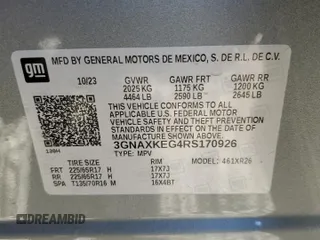 gm
MFD BY GENERAL MOTORS DE MEXICO, S. DE R.L. DE C.V.
10/23 GVWR GAWR FRT GAWR RR
2025 KG 1175 KG 1200 KG
4464 LB 2590 LB 2645 LB
THIS VEHICLE CONFORMS TO ALL
APPLICABLE U.S. FEDERAL MOTOR
VEHICLE SAFETY, BUMPER, AND THEFT
PREVENTION STANDARDS IN EFFECT ON
THE DATE OF MANUFACTURE SHOWN ABOVE.
3GNAXKEG4RS170926
TYPE: MPV MODEL: 461XR26
TIRE SIZE RIM
FRT 225/65R17 H 17X7J
RR 225/65R17 H 17X7J
SPA T135/70R16 M 16X4BT
EPARABID